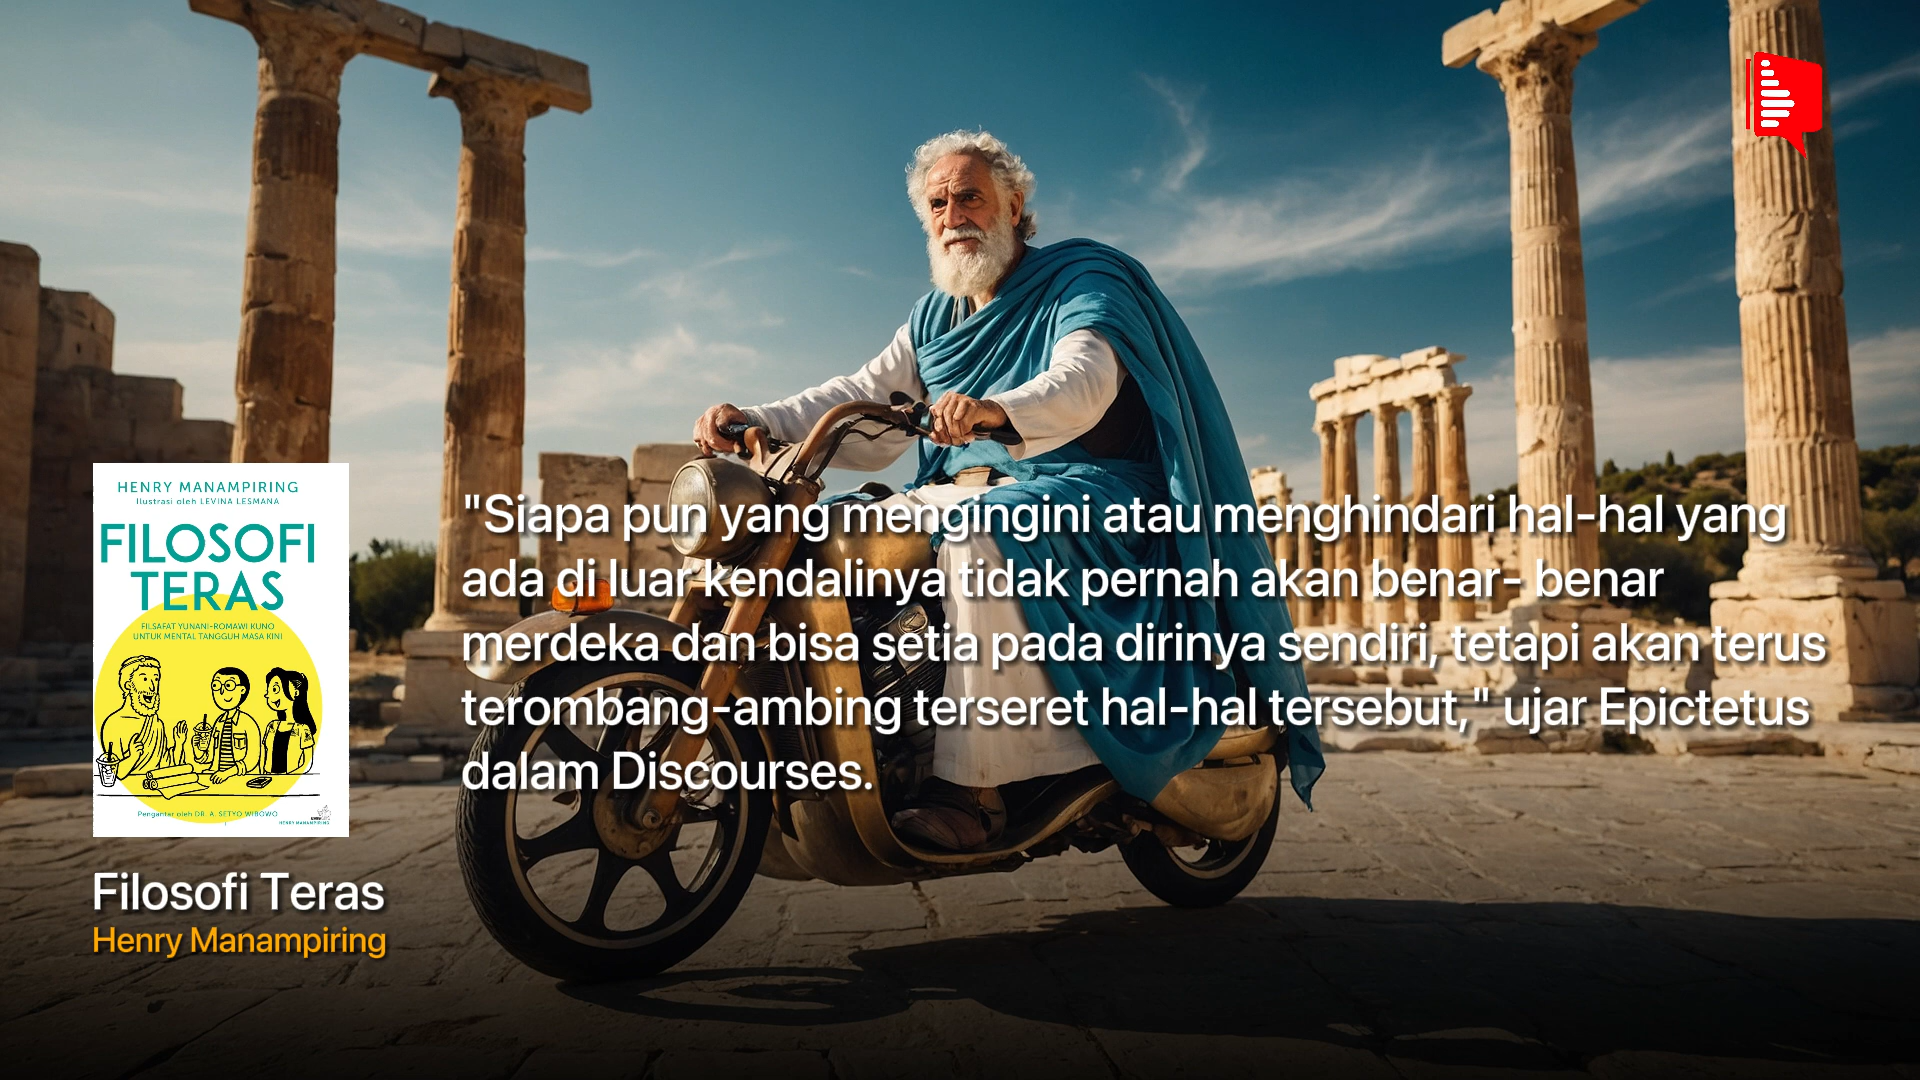 HENRY MANAMPIRING
Ilustrasi oleh LEVINA LESMANA
FILOSOFI
TERAS
FILSAFAT YUNANI-ROMAWI KUNO
UNTUK MENTAL TANGGUH MASA KINI
Pengantar oleh DR. A. SETYO WIBOWO
HENRY MANAMPIRING
"Siapa pun yang mengingini atau menghindari hal-hal yang
ada di luar kendalinya tidak pernah akan benar- benar
merdeka dan bisa setia pada dirinya sendiri, tetapi akan terus
terombang-ambing terseret hal-hal tersebut," ujar Epictetus
dalam Discourses.
Filosofi Teras
Henry Manampiring